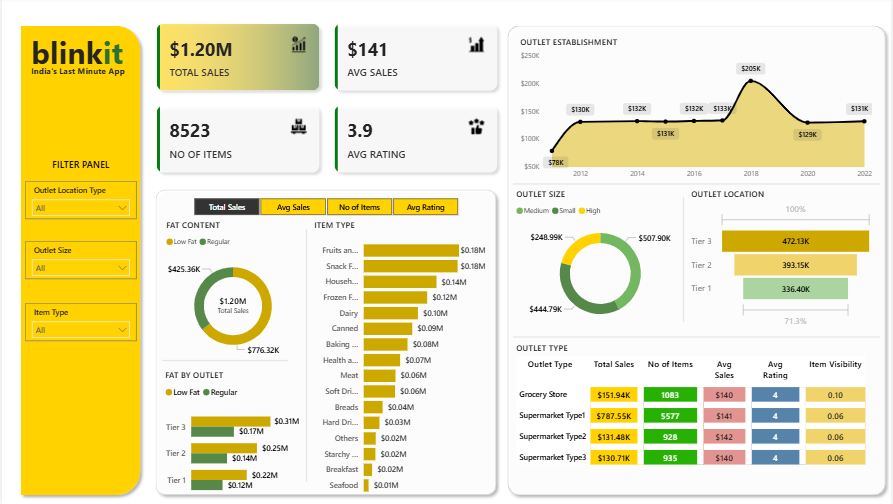 blinkit
India's Last Minute App
FILTER PANEL
Outlet Location Type
All
Outlet Size
All
Item Type
All
$1.20M
TOTAL SALES
$141
AVG SALES
8523
NO OF ITEMS
3.9
AVG RATING
Total Sales Avg Sales No of Items Avg Rating
FAT CONTENT
Low Fat Regular
$425.36K
$1.20M
Total Sales
$776.32K
FAT BY OUTLET
Low Fat Regular
Tier 3 $0.31M
$0.17M
Tier 2 $0.25M
$0.14M
Tier 1 $0.22M
$0.12M
ITEM TYPE
Fruits an... $0.18M
Snack F... $0.18M
Househ... $0.14M
Frozen F... $0.12M
Dairy $0.10M
Canned $0.09M
Baking ... $0.08M
Health a... $0.07M
Meat $0.06M
Soft Dri... $0.06M
Breads $0.04M
Hard Dri... $0.03M
Others $0.02M
Starchy ... $0.02M
Breakfast $0.02M
Seafood $0.01M
OUTLET ESTABLISHMENT
$250K
$200K
$150K
$100K
$50K
$78K
$130K
$132K
$131K
$132K
$133K
$205K
$129K
$131K
2012 2014 2016 2018 2020 2022
OUTLET SIZE
Medium Small High
$248.99K
$507.90K
$444.79K
OUTLET LOCATION
100%
Tier 3 472.13K
Tier 2 393.15K
Tier 1 336.40K
71.3%
OUTLET TYPE
Outlet Type Total Sales No of Items Avg Sales Avg Rating Item Visibility
Grocery Store $151.94K 1083 $140 4 0.10
Supermarket Type1 $787.55K 5577 $141 4 0.06
Supermarket Type2 $131.48K 928 $142 4 0.06
Supermarket Type3 $130.71K 935 $140 4 0.06